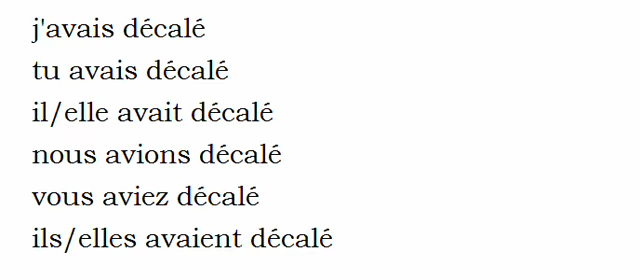 j'avais décalé
tu avais décalé
il/elle avait décalé
nous avions décalé
vous aviez décalé
ils/elles avaient décalé